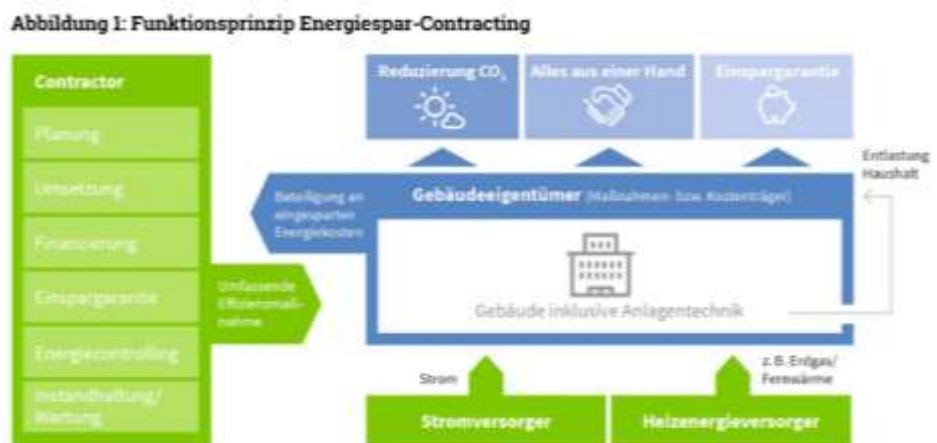 Abbildung 1: Funktionsprinzip Energiespar-Contracting
Contractor
Planung
Umsetzung
Finanzierung
Einspargarantie
Energiecontrolling
Instandhaltung/
Wartung
Umfassende
Effizienzmaß-
nahme
Beteiligung an
eingesparten
Energiekosten
Reduzierung CO₂
Alles aus einer Hand
Einspargarantie
Gebäudeeigentümer (Maßnahmen- bzw. Kostenträger)
Gebäude inklusive Anlagentechnik
Entlastung
Haushalt
Strom
z. B. Erdgas/
Fernwärme
Stromversorger
Heizenergieversorger